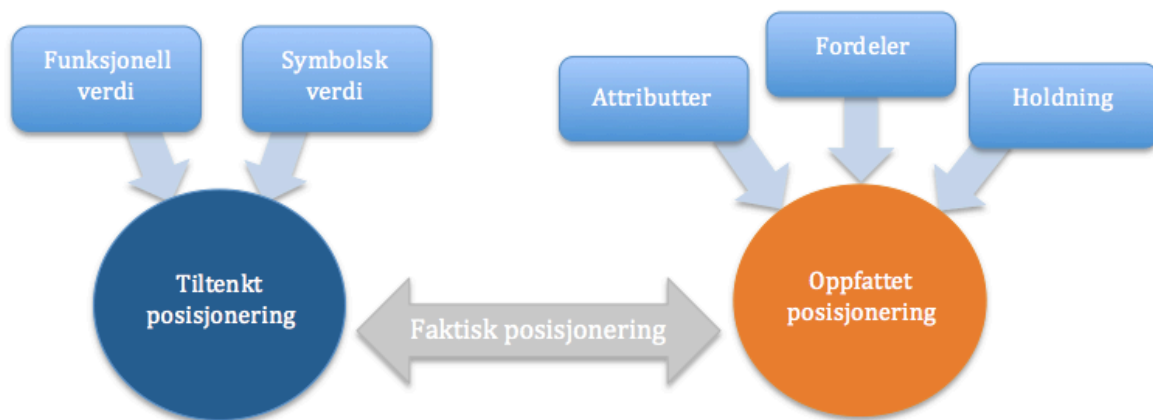 Funksjonell
verdi
Symbolsk
verdi
Attributter
Fordeler
Holdning
Tiltenkt
posisjonering
Faktisk posisjonering
Oppfattet
posisjonering